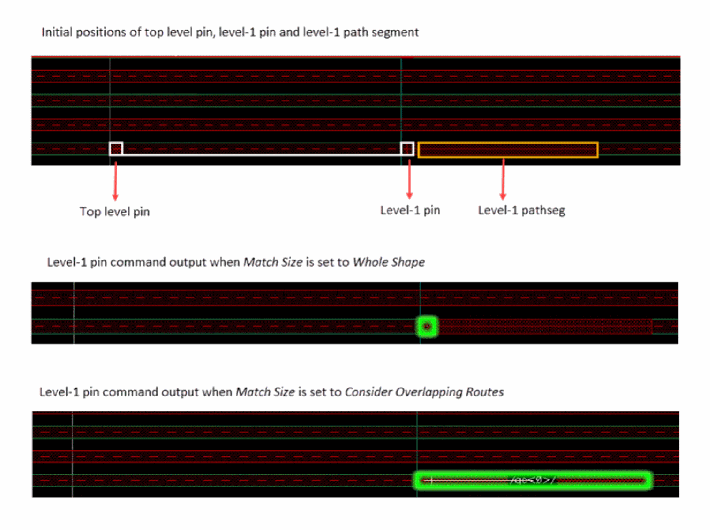 Initial positions of top level pin, level-1 pin and level-1 path segment
Top level pin
Level-1 pin
Level-1 pathseg
Level-1 pin command output when Match Size is set to Whole Shape
Level-1 pin command output when Match Size is set to Consider Overlapping Routes